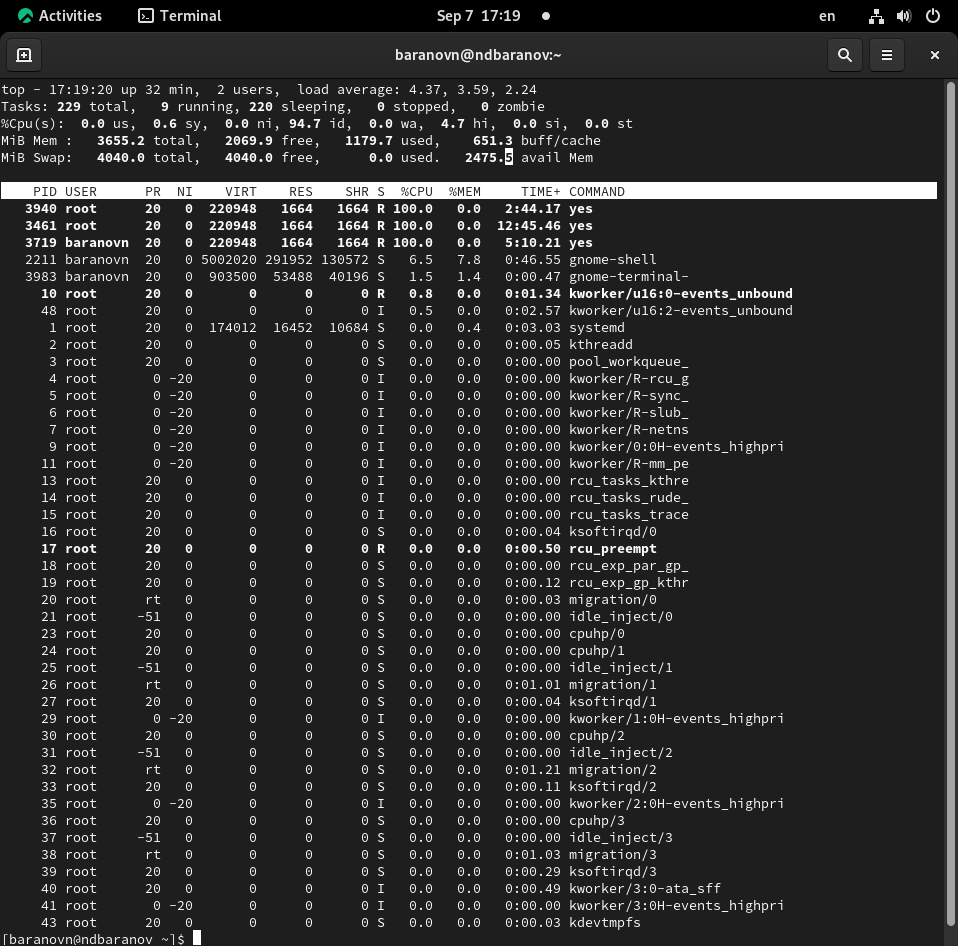 Activities Terminal Sep 7 17:19 en
baranovn@ndbaranov:~
top - 17:19:20 up 32 min,  2 users,  load average: 4.37, 3.59, 2.24
Tasks: 229 total,   9 running, 220 sleeping,   0 stopped,   0 zombie
%Cpu(s):  0.0 us,  0.6 sy,  0.0 ni, 94.7 id,  0.0 wa,  4.7 hi,  0.0 si,  0.0 st
MiB Mem :   3655.2 total,   2069.9 free,   1179.7 used,    651.3 buff/cache
MiB Swap:   4040.0 total,   4040.0 free,      0.0 used.   2475.5 avail Mem
PID USER      PR  NI    VIRT    RES    SHR S  %CPU  %MEM     TIME+ COMMAND
3940 root      20   0  220948   1664   1664 R 100.0   0.0   2:44.17 yes
3461 root      20   0  220948   1664   1664 R 100.0   0.0  12:45.46 yes
3719 baranovn  20   0  220948   1664   1664 R 100.0   0.0   5:10.21 yes
2211 baranovn  20   0 5002020 291952 130572 S   6.5   7.8   0:46.55 gnome-shell
3983 baranovn  20   0  903500  53488  40196 S   1.5   1.4   0:00.47 gnome-terminal-
10 root      20   0       0      0      0 R   0.8   0.0   0:01.34 kworker/u16:0-events_unbound
48 root      20   0       0      0      0 I   0.5   0.0   0:02.57 kworker/u16:2-events_unbound
1 root      20   0  174012  16452  10684 S   0.0   0.4   0:03.03 systemd
2 root      20   0       0      0      0 S   0.0   0.0   0:00.05 kthreadd
3 root      20   0       0      0      0 S   0.0   0.0   0:00.00 pool_workqueue_
4 root       0 -20       0      0      0 I   0.0   0.0   0:00.00 kworker/R-rcu_g
5 root       0 -20       0      0      0 I   0.0   0.0   0:00.00 kworker/R-sync_
6 root       0 -20       0      0      0 I   0.0   0.0   0:00.00 kworker/R-slub_
7 root       0 -20       0      0      0 I   0.0   0.0   0:00.00 kworker/R-netns
9 root       0 -20       0      0      0 I   0.0   0.0   0:00.00 kworker/0:0H-events_highpri
11 root       0 -20       0      0      0 I   0.0   0.0   0:00.00 kworker/R-mm_pe
13 root      20   0       0      0      0 I   0.0   0.0   0:00.00 rcu_tasks_kthre
14 root      20   0       0      0      0 I   0.0   0.0   0:00.00 rcu_tasks_rude_
15 root      20   0       0      0      0 I   0.0   0.0   0:00.00 rcu_tasks_trace
16 root      20   0       0      0      0 S   0.0   0.0   0:00.04 ksoftirqd/0
17 root      20   0       0      0      0 R   0.0   0.0   0:00.50 rcu_preempt
18 root      20   0       0      0      0 S   0.0   0.0   0:00.00 rcu_exp_par_gp_
19 root      20   0       0      0      0 S   0.0   0.0   0:00.12 rcu_exp_gp_kthr
20 root      rt   0       0      0      0 S   0.0   0.0   0:00.03 migration/0
21 root     -51   0       0      0      0 S   0.0   0.0   0:00.00 idle_inject/0
23 root      20   0       0      0      0 S   0.0   0.0   0:00.00 cpuhp/0
24 root      20   0       0      0      0 S   0.0   0.0   0:00.00 cpuhp/1
25 root     -51   0       0      0      0 S   0.0   0.0   0:00.00 idle_inject/1
26 root      rt   0       0      0      0 S   0.0   0.0   0:01.01 migration/1
27 root      20   0       0      0      0 S   0.0   0.0   0:00.04 ksoftirqd/1
29 root       0 -20       0      0      0 I   0.0   0.0   0:00.00 kworker/1:0H-events_highpri
30 root      20   0       0      0      0 S   0.0   0.0   0:00.00 cpuhp/2
31 root     -51   0       0      0      0 S   0.0   0.0   0:00.00 idle_inject/2
32 root      rt   0       0      0      0 S   0.0   0.0   0:01.21 migration/2
33 root      20   0       0      0      0 S   0.0   0.0   0:00.11 ksoftirqd/2
35 root       0 -20       0      0      0 I   0.0   0.0   0:00.00 kworker/2:0H-events_highpri
36 root      20   0       0      0      0 S   0.0   0.0   0:00.00 cpuhp/3
37 root     -51   0       0      0      0 S   0.0   0.0   0:00.00 idle_inject/3
38 root      rt   0       0      0      0 S   0.0   0.0   0:01.03 migration/3
39 root      20   0       0      0      0 S   0.0   0.0   0:00.29 ksoftirqd/3
40 root      20   0       0      0      0 I   0.0   0.0   0:00.49 kworker/3:0-ata_sff
41 root       0 -20       0      0      0 I   0.0   0.0   0:00.00 kworker/3:0H-events_highpri
43 root      20   0       0      0      0 S   0.0   0.0   0:00.03 kdevtmpfs
[baranovn@ndbaranov ~]$